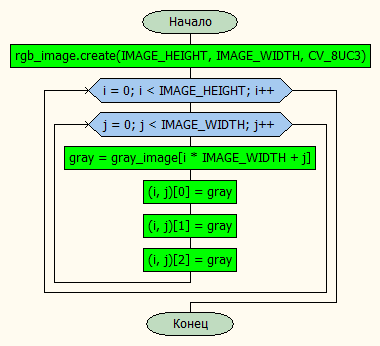 Начало
rgb_image.create(IMAGE_HEIGHT, IMAGE_WIDTH, CV_8UC3)
i = 0; i < IMAGE_HEIGHT; i++
j = 0; j < IMAGE_WIDTH; j++
gray = gray_image[i * IMAGE_WIDTH + j]
(i, j)[0] = gray
(i, j)[1] = gray
(i, j)[2] = gray
Конец